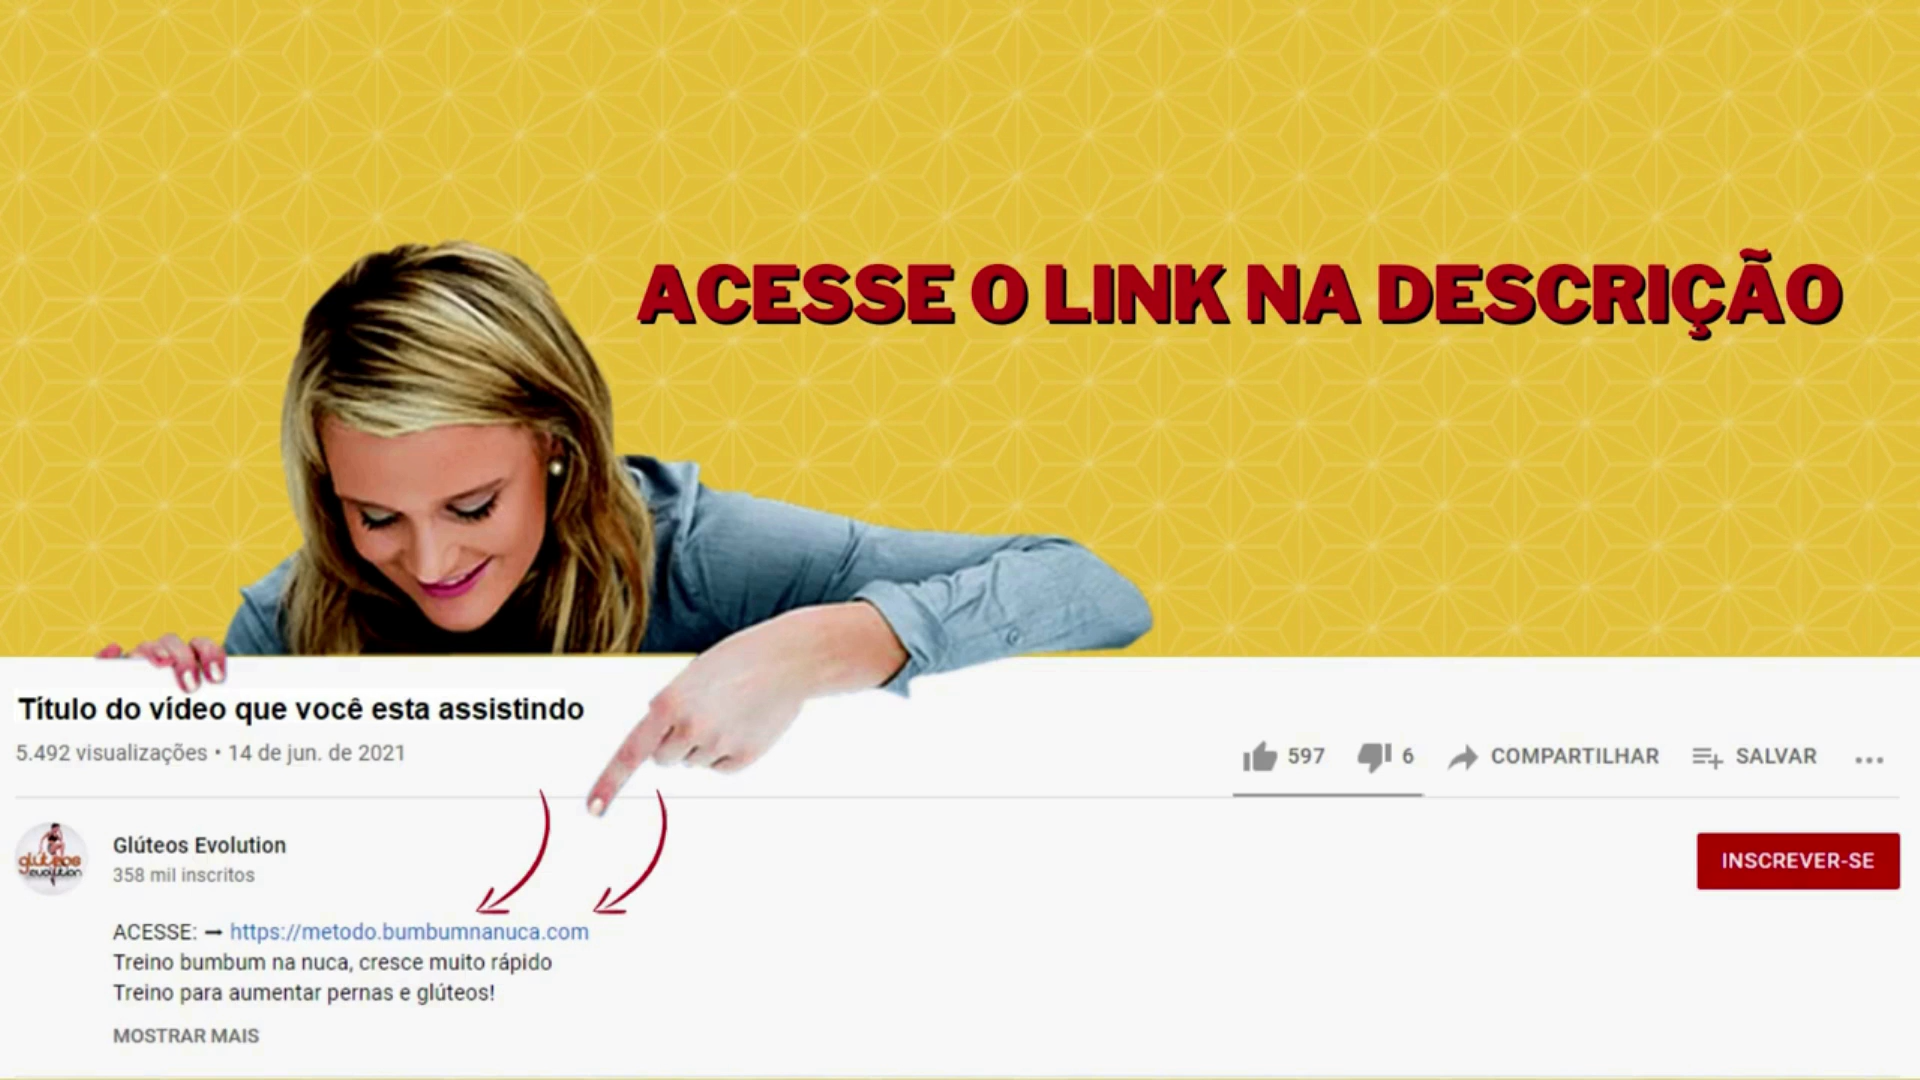 ACESSE O LINK NA DESCRIÇÃO
Título do vídeo que você esta assistindo
5.492 visualizações • 14 de jun. de 2021
597
6
COMPARTILHAR
SALVAR
glúteos
evolution
Glúteos Evolution
358 mil inscritos
INSCREVER-SE
ACESSE: ➞ https://metodo.bumbumnanuca.com
Treino bumbum na nuca, cresce muito rápido
Treino para aumentar pernas e glúteos!
MOSTRAR MAIS